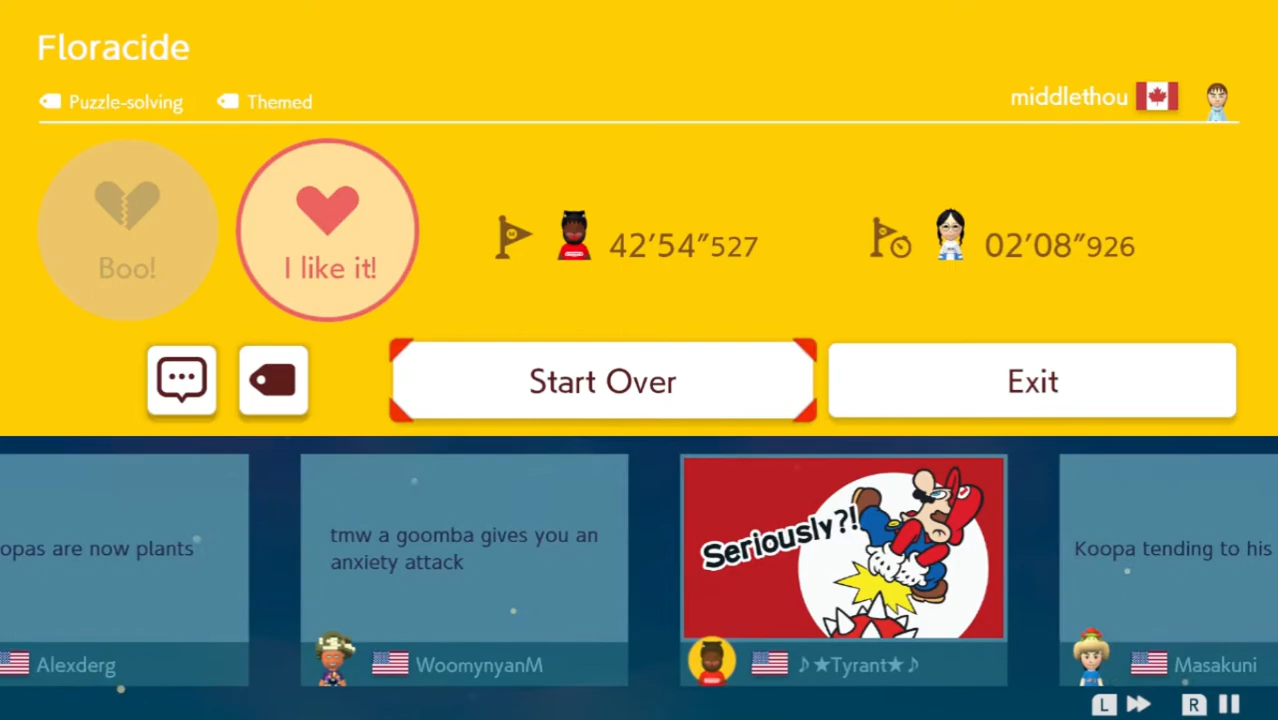 Floracide
Puzzle-solving Themed
middlethou
Boo!
I like it!
42'54"527
02'08"926
Start Over
Exit
opas are now plants
tmw a goomba gives you an
anxiety attack
Seriously?!
Koopa tending to his
Alexderg
WoomynyanM
♪★Tyrant★♪
Masakuni
L
R